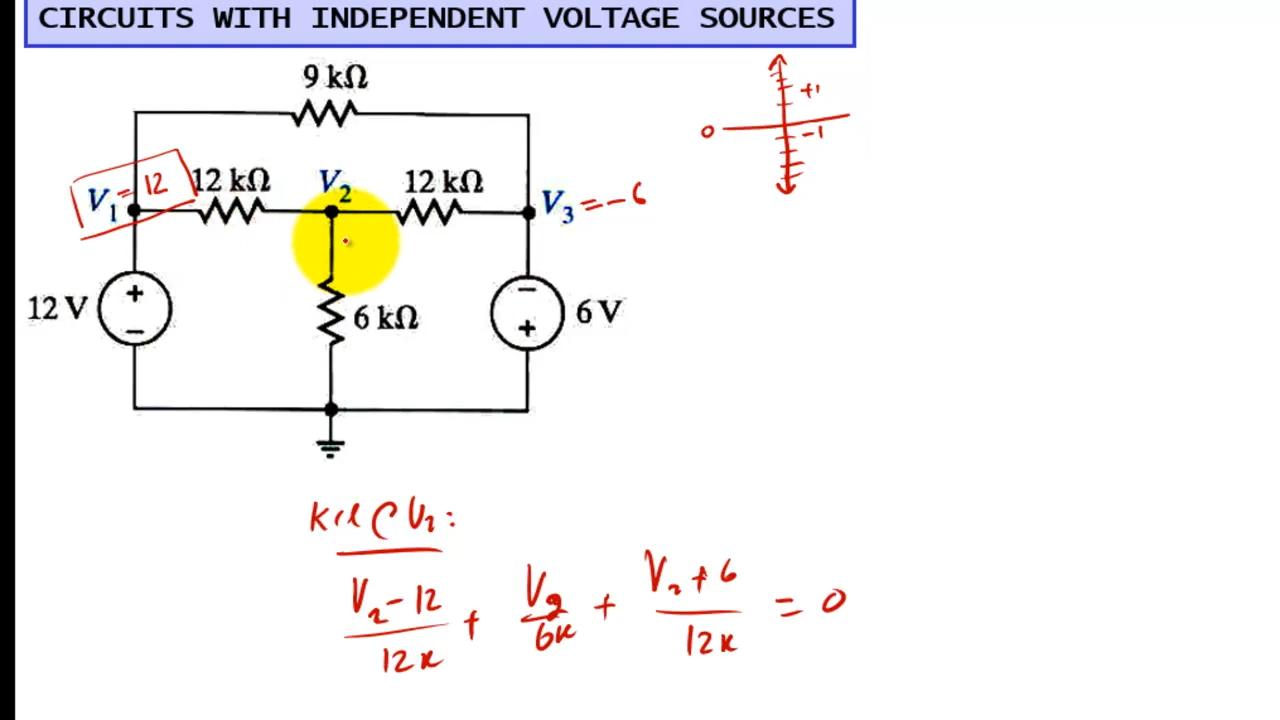 CIRCUITS WITH INDEPENDENT VOLTAGE SOURCES
9 kΩ
+1
0
-1
V1 = 12
12 kΩ
V2
12 kΩ
V3 = -6
12 V
+
−
6 kΩ
−
+
6 V
KCL @ V2:
V2 - 12 / 12k + V2 / 6k + V2 + 6 / 12k = 0